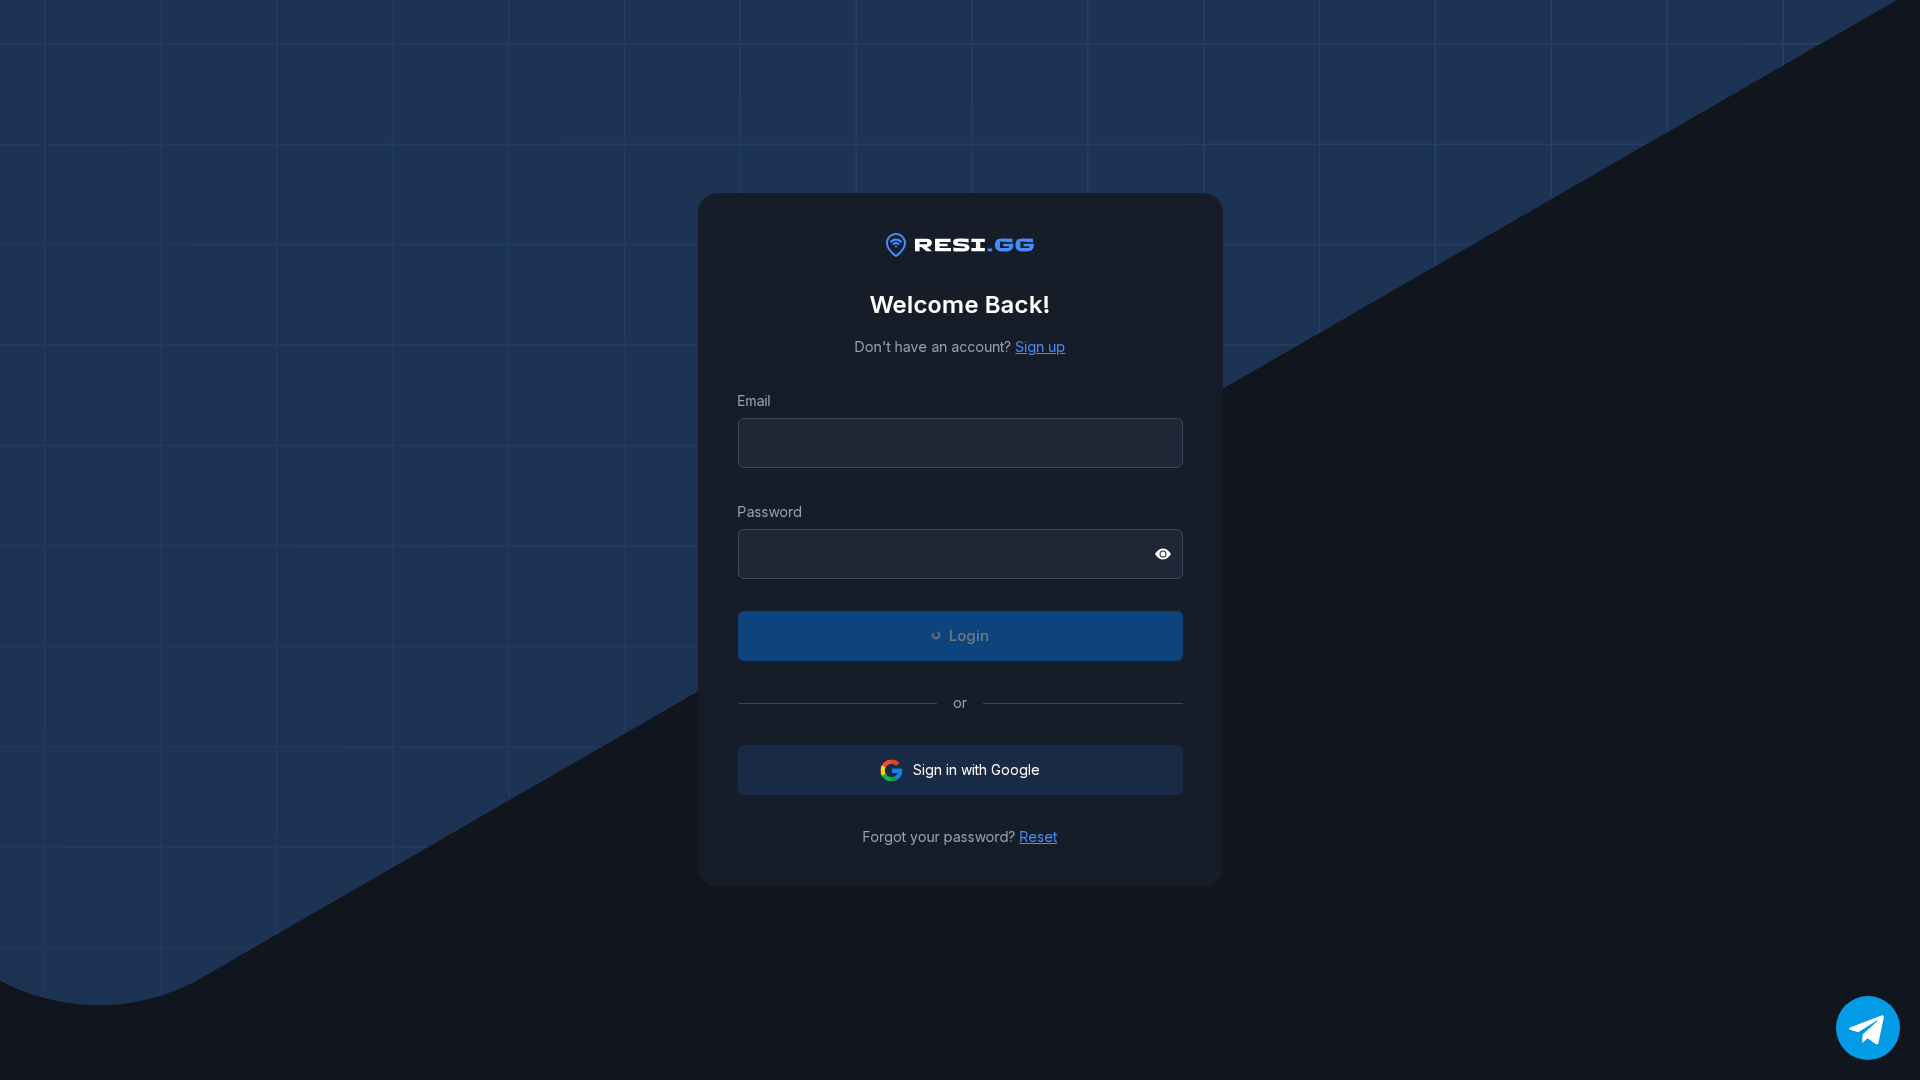 RESI.GG
Welcome Back!
Don't have an account? Sign up
Email
Password
Login
or
Sign in with Google
Forgot your password? Reset